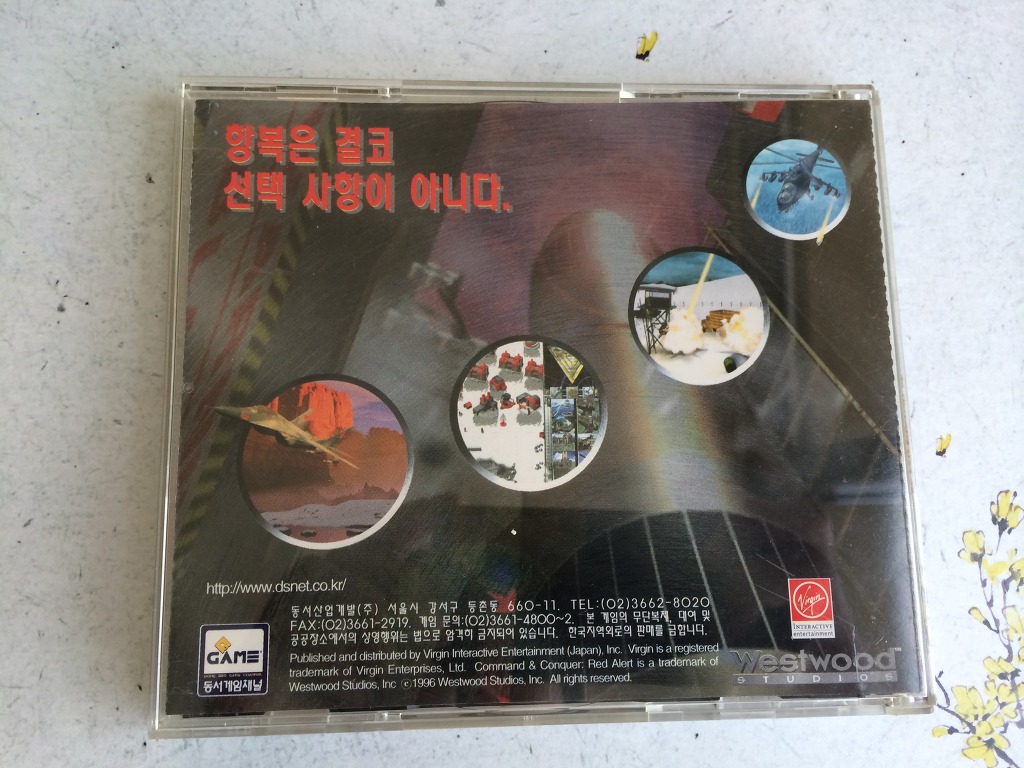 항복은 결코
선택 사항이 아니다.
http://www.dsnet.co.kr/
동서산업개발(주) 서울시 강서구 등촌동 660-11. TEL:(02)3662-8020
FAX:(02)3661-2919. 게임 문의:(02)3661-4800~2. 본 게임의 무단복제, 대여 및
공공장소에서의 상영행위는 법으로 엄격히 금지되어 있습니다. 한국지역외로의 판매를 금합니다.
Published and distributed by Virgin Interactive Entertainment (Japan), Inc. Virgin is a registered
trademark of Virgin Enterprises, Ltd. Command & Conquer: Red Alert is a trademark of
Westwood Studios, Inc ©1996 Westwood Studios, Inc. All rights reserved.
GAME
동서게임채널
Virgin
INTERACTIVE
entertainment
Westwood™
STUDIOS